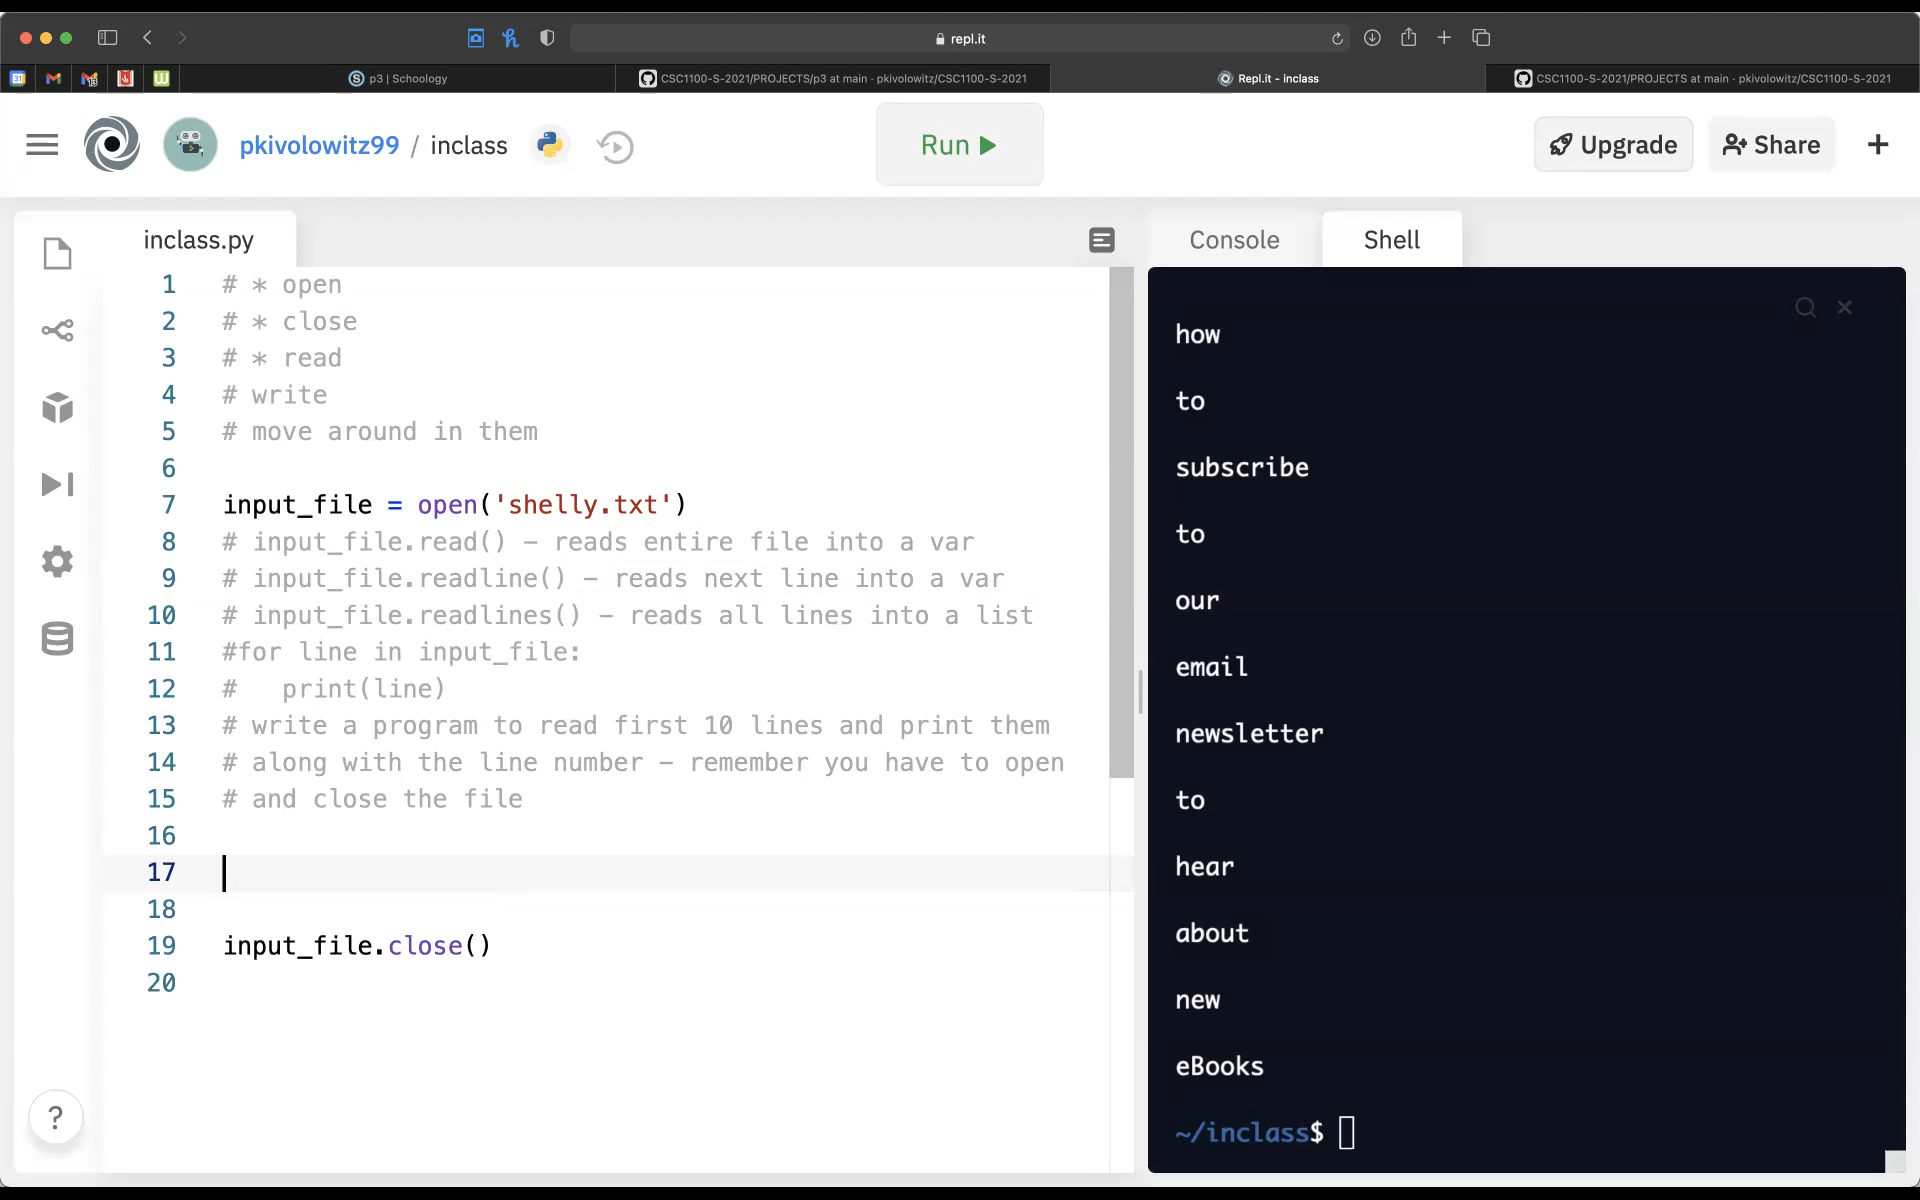 repl.it
31
13
p3 | Schoology
CSC1100-S-2021/PROJECTS/p3 at main · pkivolowitz/CSC1100-S-2021
Repl.it - inclass
CSC1100-S-2021/PROJECTS at main · pkivolowitz/CSC1100-S-2021
pkivolowitz99 / inclass
Run
Upgrade
Share
+
inclass.py
1 # * open
2 # * close
3 # * read
4 # write
5 # move around in them
6
7 input_file = open('shelly.txt')
8 # input_file.read() – reads entire file into a var
9 # input_file.readline() – reads next line into a var
10 # input_file.readlines() – reads all lines into a list
11 #for line in input_file:
12 #   print(line)
13 # write a program to read first 10 lines and print them
14 # along with the line number – remember you have to open
15 # and close the file
16
17
18
19 input_file.close()
20
?
Console
Shell
how
to
subscribe
to
our
email
newsletter
to
hear
about
new
eBooks
~/inclass$